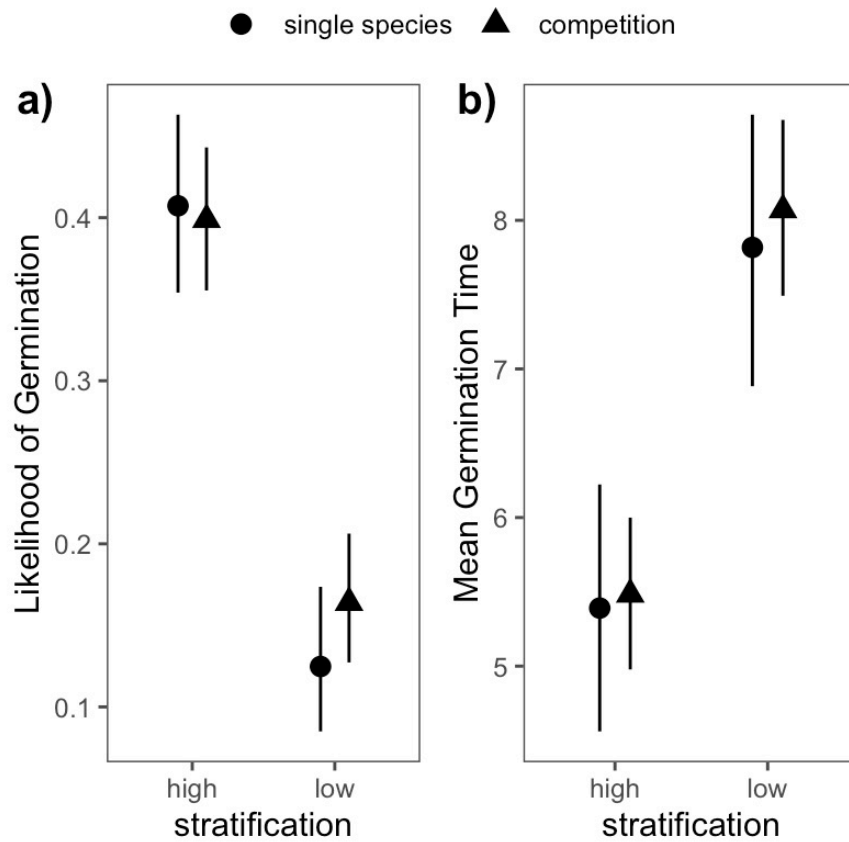 single species competition
a)
Likelihood of Germination
0.4
0.3
0.2
0.1
high low
stratification
b)
Mean Germination Time
8
7
6
5
high low
stratification